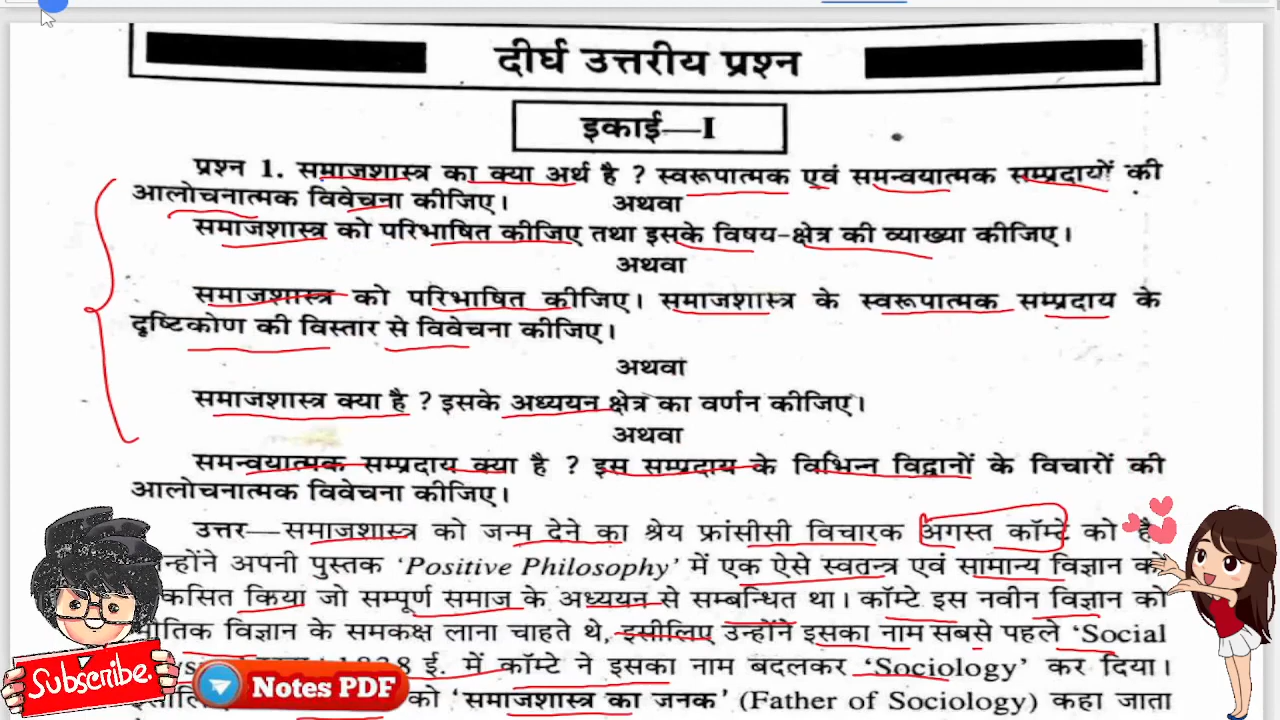 दीर्घ उत्तरीय प्रश्न
इकाई—I
प्रश्न 1. समाजशास्त्र का क्या अर्थ है ? स्वरूपात्मक एवं समन्वयात्मक सम्प्रदायों की
आलोचनात्मक विवेचना कीजिए।
अथवा
समाजशास्त्र को परिभाषित कीजिए तथा इसके विषय-क्षेत्र की व्याख्या कीजिए।
अथवा
समाजशास्त्र को परिभाषित कीजिए। समाजशास्त्र के स्वरूपात्मक सम्प्रदाय के
दृष्टिकोण की विस्तार से विवेचना कीजिए।
अथवा
समाजशास्त्र क्या है ? इसके अध्ययन क्षेत्र का वर्णन कीजिए।
अथवा
समन्वयात्मक सम्प्रदाय क्या है ? इस सम्प्रदाय के विभिन्न विद्वानों के विचारों की
आलोचनात्मक विवेचना कीजिए।
उत्तर—समाजशास्त्र को जन्म देने का श्रेय फ्रांसीसी विचारक अगस्त कॉम्टे को है
अपनी पुस्तक 'Positive Philosophy' में एक ऐसे स्वतन्त्र एवं सामान्य विज्ञान
किया जो सम्पूर्ण समाज के अध्ययन से सम्बन्धित था। कॉम्टे इस नवीन विज्ञान को
विज्ञान के समकक्ष लाना चाहते थे, इसीलिए उन्होंने इसका नाम सबसे पहले 'Social
ई. में कॉम्टे ने इसका नाम बदलकर 'Sociology' कर दिया।
को 'समाजशास्त्र का जनक' (Father of Sociology) कहा जाता
Subscribe.
Notes PDF